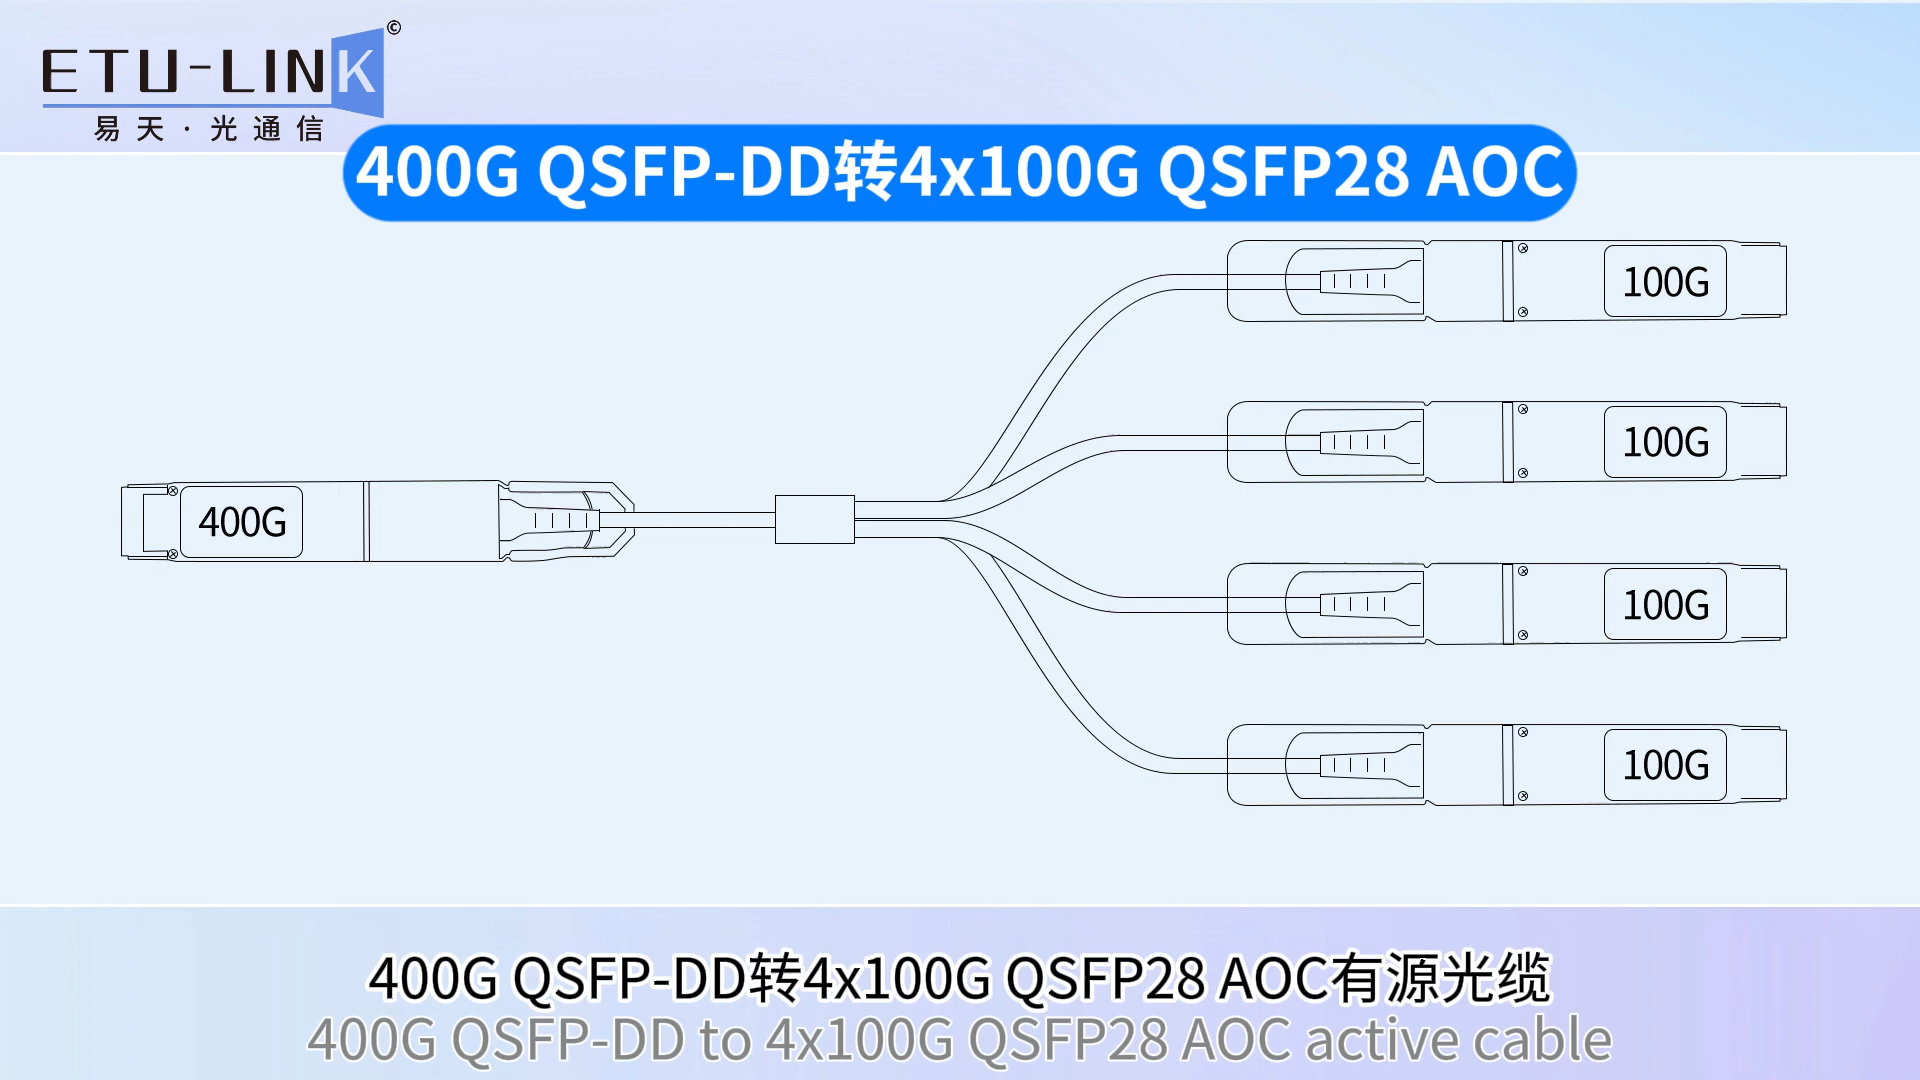 ETU-LINK©
易天·光通信
400G QSFP-DD转4x100G QSFP28 AOC
100G
100G
400G
100G
100G
400G QSFP-DD转4x100G QSFP28 AOC有源光缆
400G QSFP-DD to 4x100G QSFP28 AOC active cable